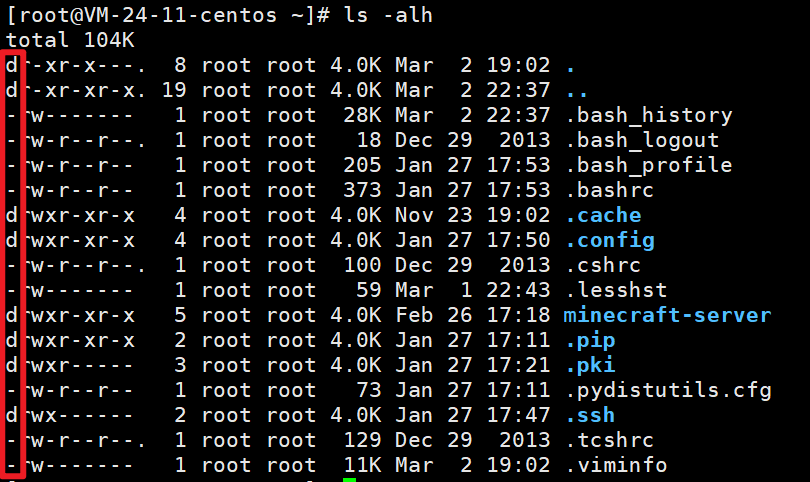 [root@VM-24-11-centos ~]# ls -alh
total 104K
dr-xr-x---.  8 root root 4.0K Mar  2 19:02 .
dr-xr-xr-x. 19 root root 4.0K Mar  2 22:37 ..
-rw-------   1 root root  28K Mar  2 22:37 .bash_history
-rw-r--r--.  1 root root   18 Dec 29  2013 .bash_logout
-rw-r--r--   1 root root  205 Jan 27 17:53 .bash_profile
-rw-r--r--   1 root root  373 Jan 27 17:53 .bashrc
drwxr-xr-x   4 root root 4.0K Nov 23 19:02 .cache
drwxr-xr-x   4 root root 4.0K Jan 27 17:50 .config
-rw-r--r--.  1 root root  100 Dec 29  2013 .cshrc
-rw-------   1 root root   59 Mar  1 22:43 .lesshst
drwxr-xr-x   5 root root 4.0K Feb 26 17:18 minecraft-server
drwxr-xr-x   2 root root 4.0K Jan 27 17:11 .pip
drwxr-----   3 root root 4.0K Jan 27 17:21 .pki
-rw-r--r--   1 root root   73 Jan 27 17:11 .pydistutils.cfg
drwx------   2 root root 4.0K Jan 27 17:47 .ssh
-rw-r--r--.  1 root root  129 Dec 29  2013 .tcshrc
-rw-------   1 root root  11K Mar  2 19:02 .viminfo